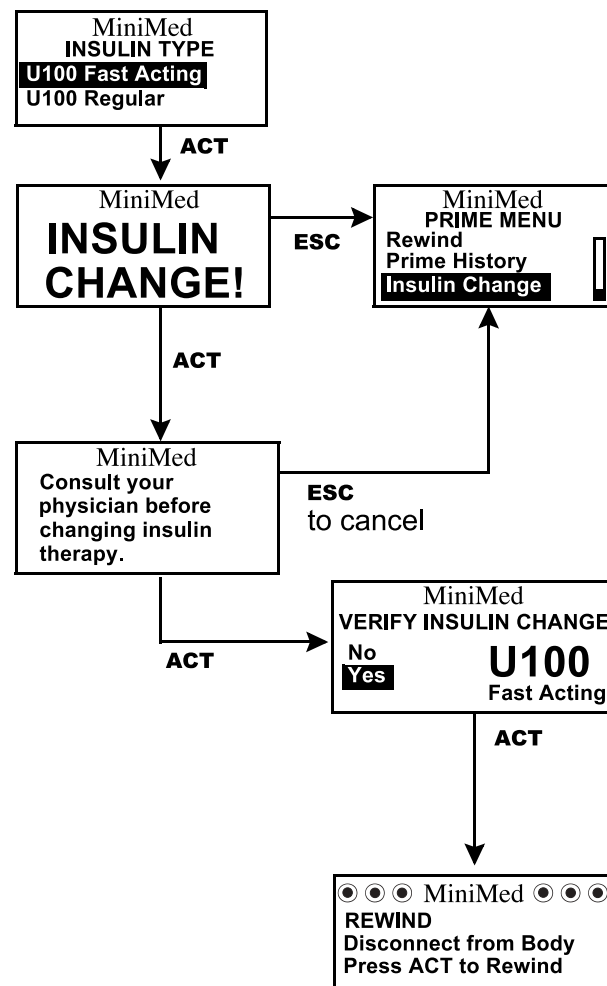 MiniMed
INSULIN TYPE
U100 Fast Acting
U100 Regular
ACT
MiniMed
INSULIN
CHANGE!
ESC
MiniMed
PRIME MENU
Rewind
Prime History
Insulin Change
ACT
MiniMed
Consult your
physician before
changing insulin
therapy.
ESC
to cancel
ACT
MiniMed
VERIFY INSULIN CHANGE
No
Yes
U100
Fast Acting
ACT
MiniMed
REWIND
Disconnect from Body
Press ACT to Rewind